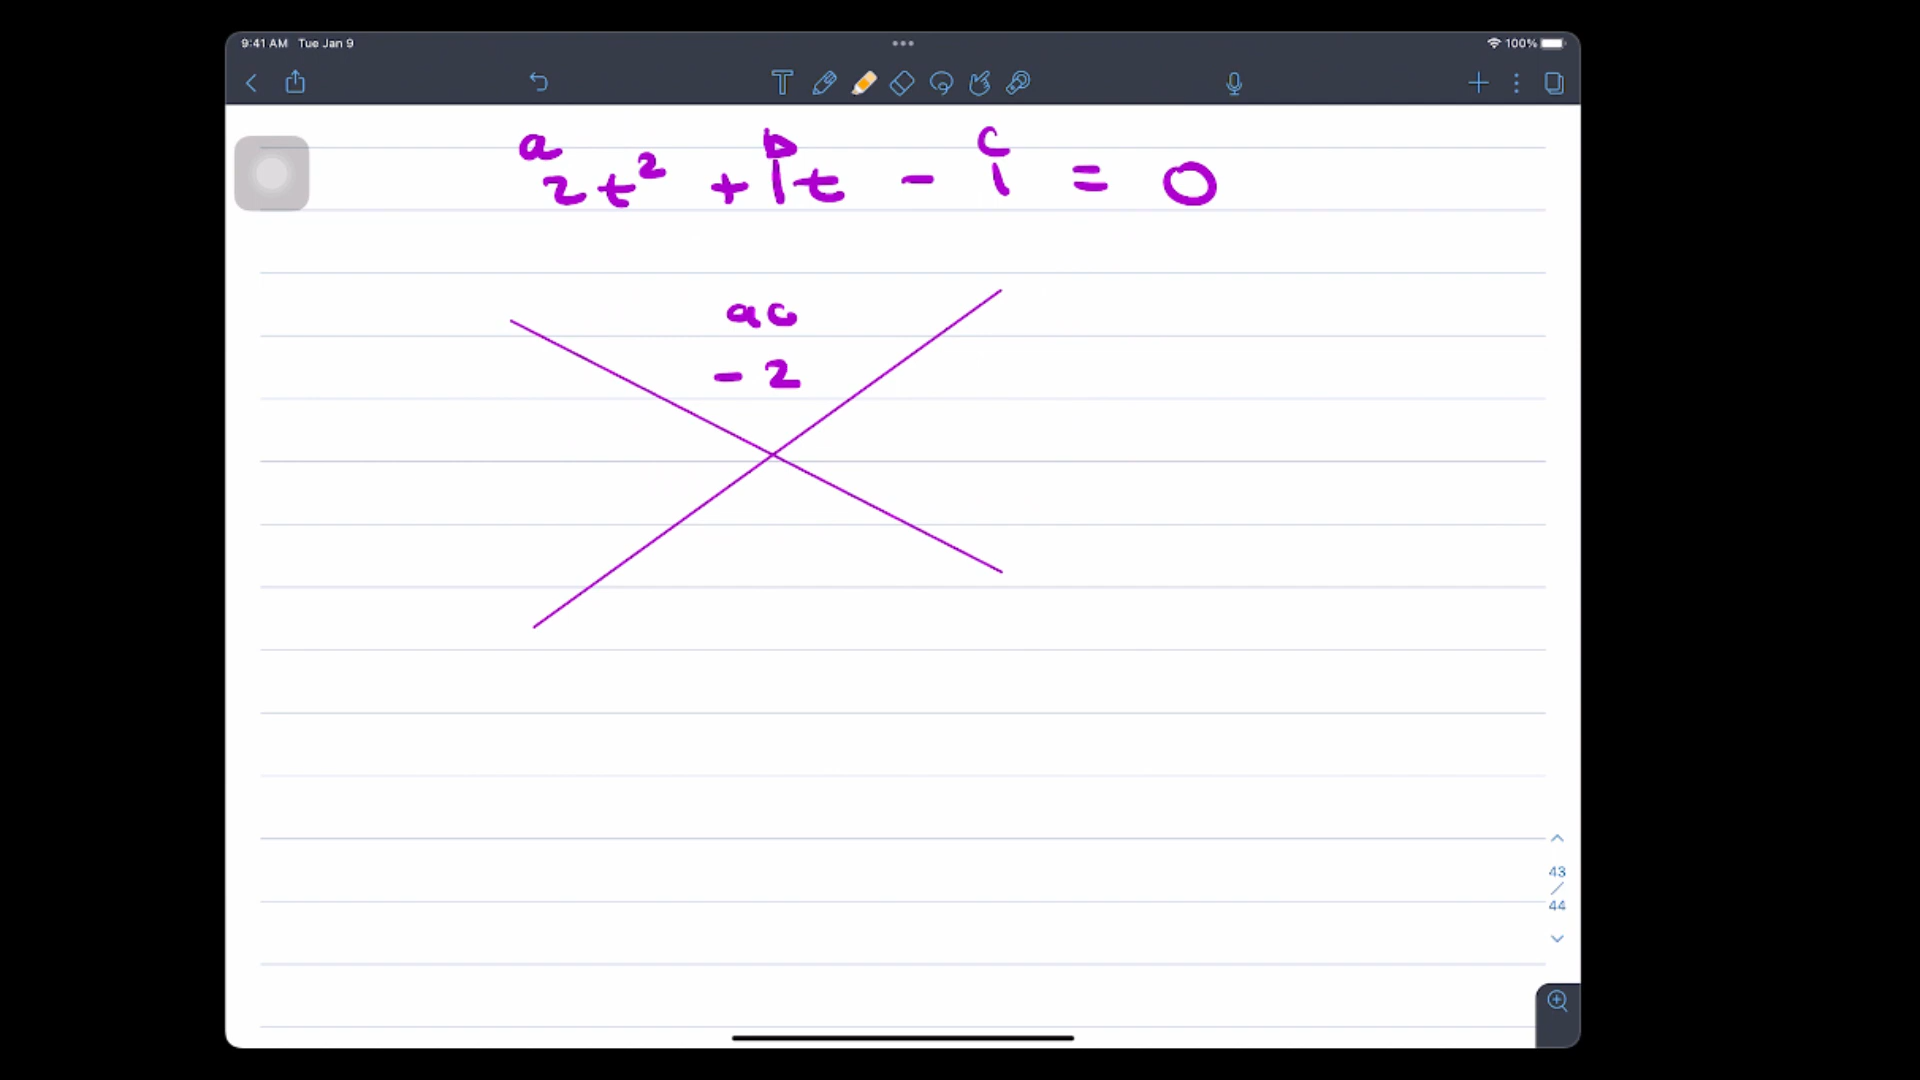 9:41 AM Tue Jan 9
100%
T
a b c
2t² + 1t - 1 = 0
ac
- 2
43
/
44